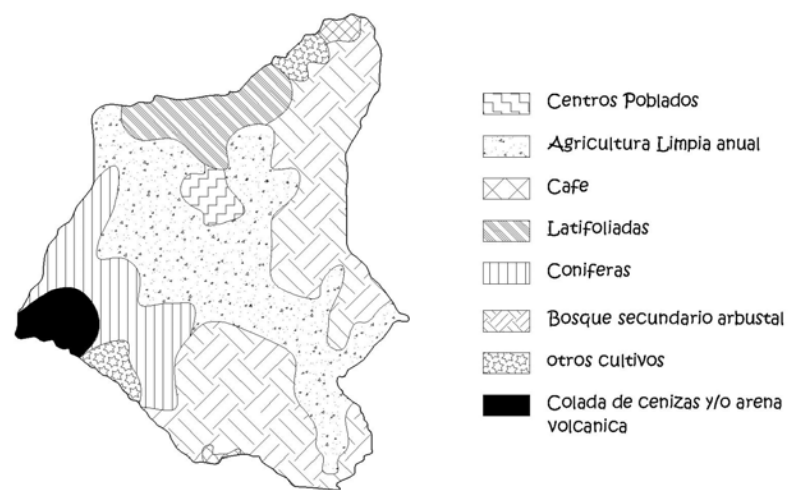 Centros Poblados
Agricultura Limpia anual
Cafe
Latifoliadas
Coniferas
Bosque secundario arbustal
otros cultivos
Colada de cenizas y/o arena
volcanica